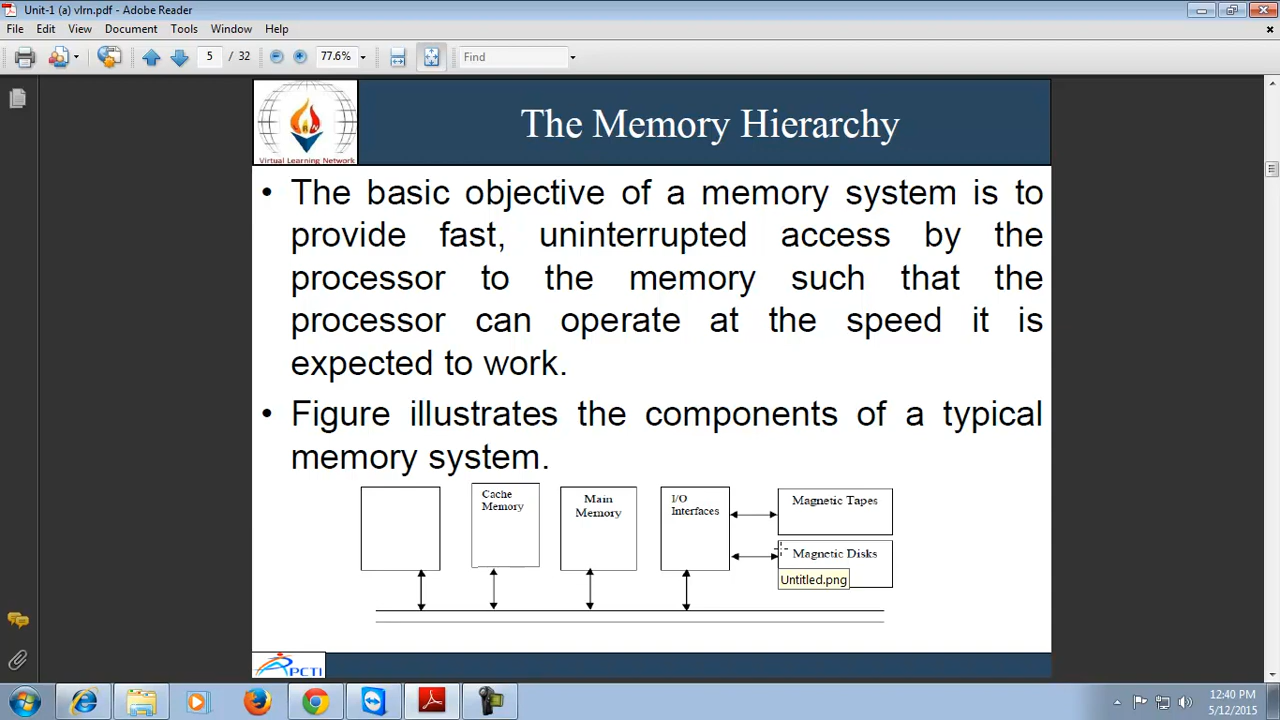 Unit-1 (a) vlrn.pdf - Adobe Reader
File Edit View Document Tools Window Help
5 / 32 77.6% Find
The Memory Hierarchy
Virtual Learning Network
• The basic objective of a memory system is to
provide fast, uninterrupted access by the
processor to the memory such that the
processor can operate at the speed it is
expected to work.
• Figure illustrates the components of a typical
memory system.
Cache
Memory
Main
Memory
I/O
Interfaces
Magnetic Tapes
Magnetic Disks
Untitled.png
PCTI
12:40 PM
5/12/2015